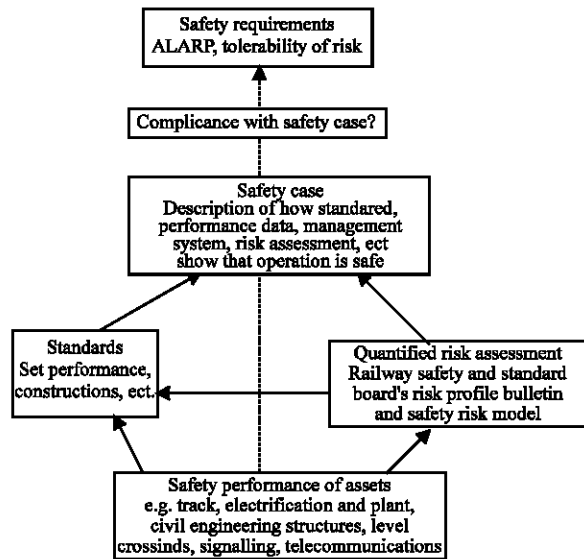 Safety requirements
ALARP, tolerability of risk
Complicance with safety case?
Safety case
Description of how standared,
performance data, management
system, risk assessment, ect
show that operation is safe
Standards
Set performance,
constructions, ect.
Quantified risk assessment
Railway safety and standard
board's risk profile bulletin
and safety risk model
Safety performance of assets
e.g. track, electrification and plant,
civil engineering structures, level
crossinds, signalling, telecommunications